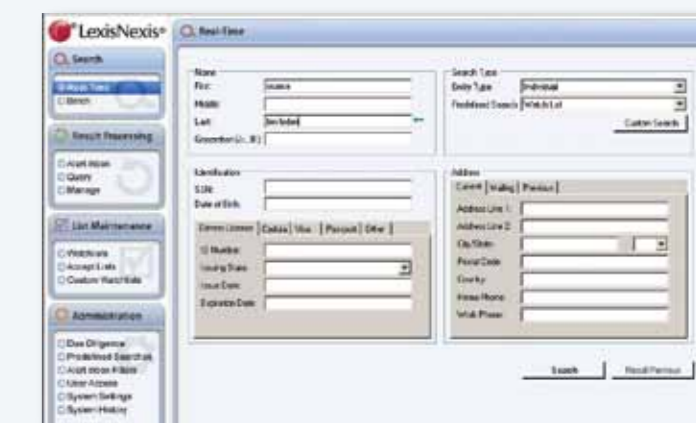 LexisNexis®
Real-Time
Search
Real-Time
Batch
Result Processing
Alert Inbox
Query
Manage
List Maintenance
Watchlists
Accept Lists
Custom Watchlists
Administration
Due Diligence
Predefined Searches
Alert Inbox Filters
User Access
System Settings
System History
Name
First:
Middle:
Last:
Generation (Jr., III):
Search Type
Entity Type: Individual
Predefined Search: Watch List
Custom Search
Identification
SSN:
Date of Birth:
Drivers License
Cedula
Visa
Passport
Other
ID Number:
Issuing State:
Issue Date:
Expiration Date:
Address
Current
Mailing
Previous
Address Line 1:
Address Line 2:
City/State:
Postal Code:
Country:
Home Phone:
Work Phone:
Search
Recall Previous